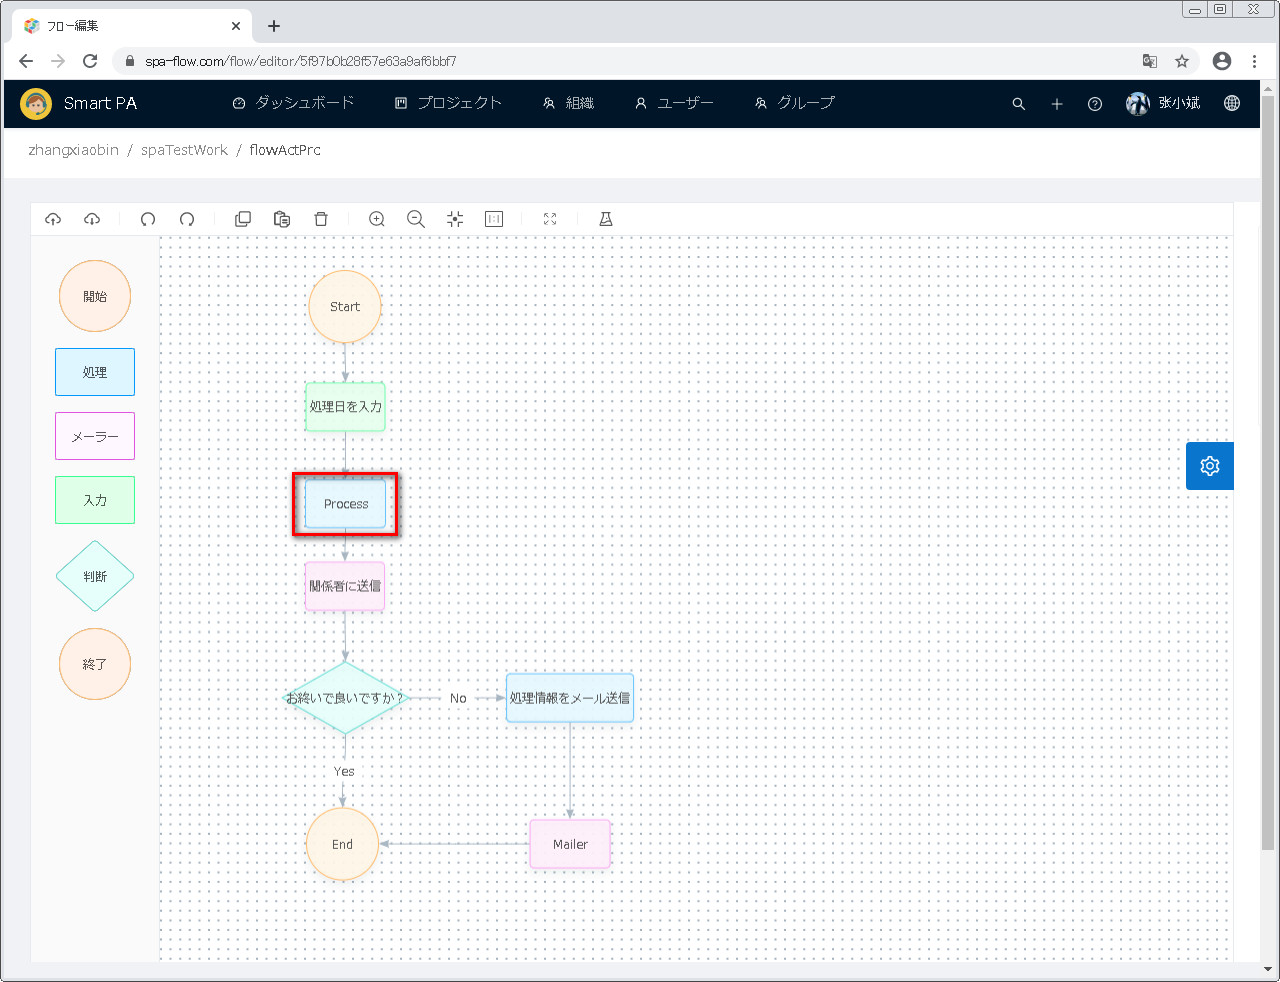 フロー編集
spa-flow.com/flow/editor/5f97b0b28f57e63a9af6bbf7
Smart PA
ダッシュボード
プロジェクト
組織
ユーザー
グループ
张小斌
zhangxiaobin / spaTestWork / flowActPrc
開始
処理
メーラー
入力
判断
終了
Start
処理日を入力
Process
関係者に送信
お終いで良いですか？
No
処理情報をメール送信
Yes
End
Mailer